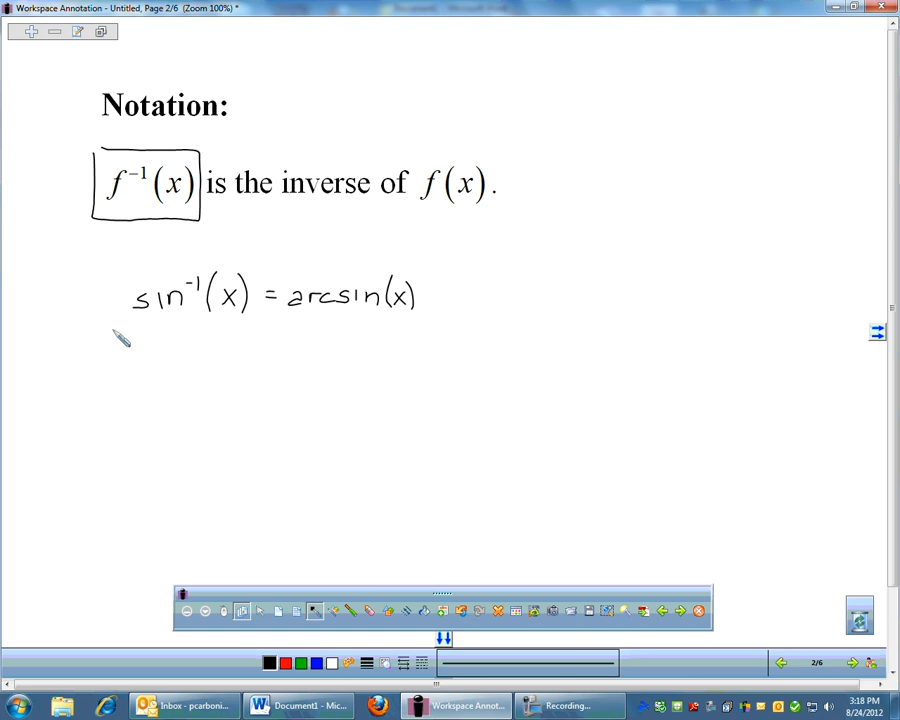 Workspace Annotation - Untitled, Page 2/6 (Zoom 100%) *
Notation:
f⁻¹(x) is the inverse of f(x).
sin⁻¹(x) = arcsin(x)
2/6
Inbox - pcarboni...
Document1 - Mic...
Workspace Annot...
Recording...
3:18 PM
8/24/2012